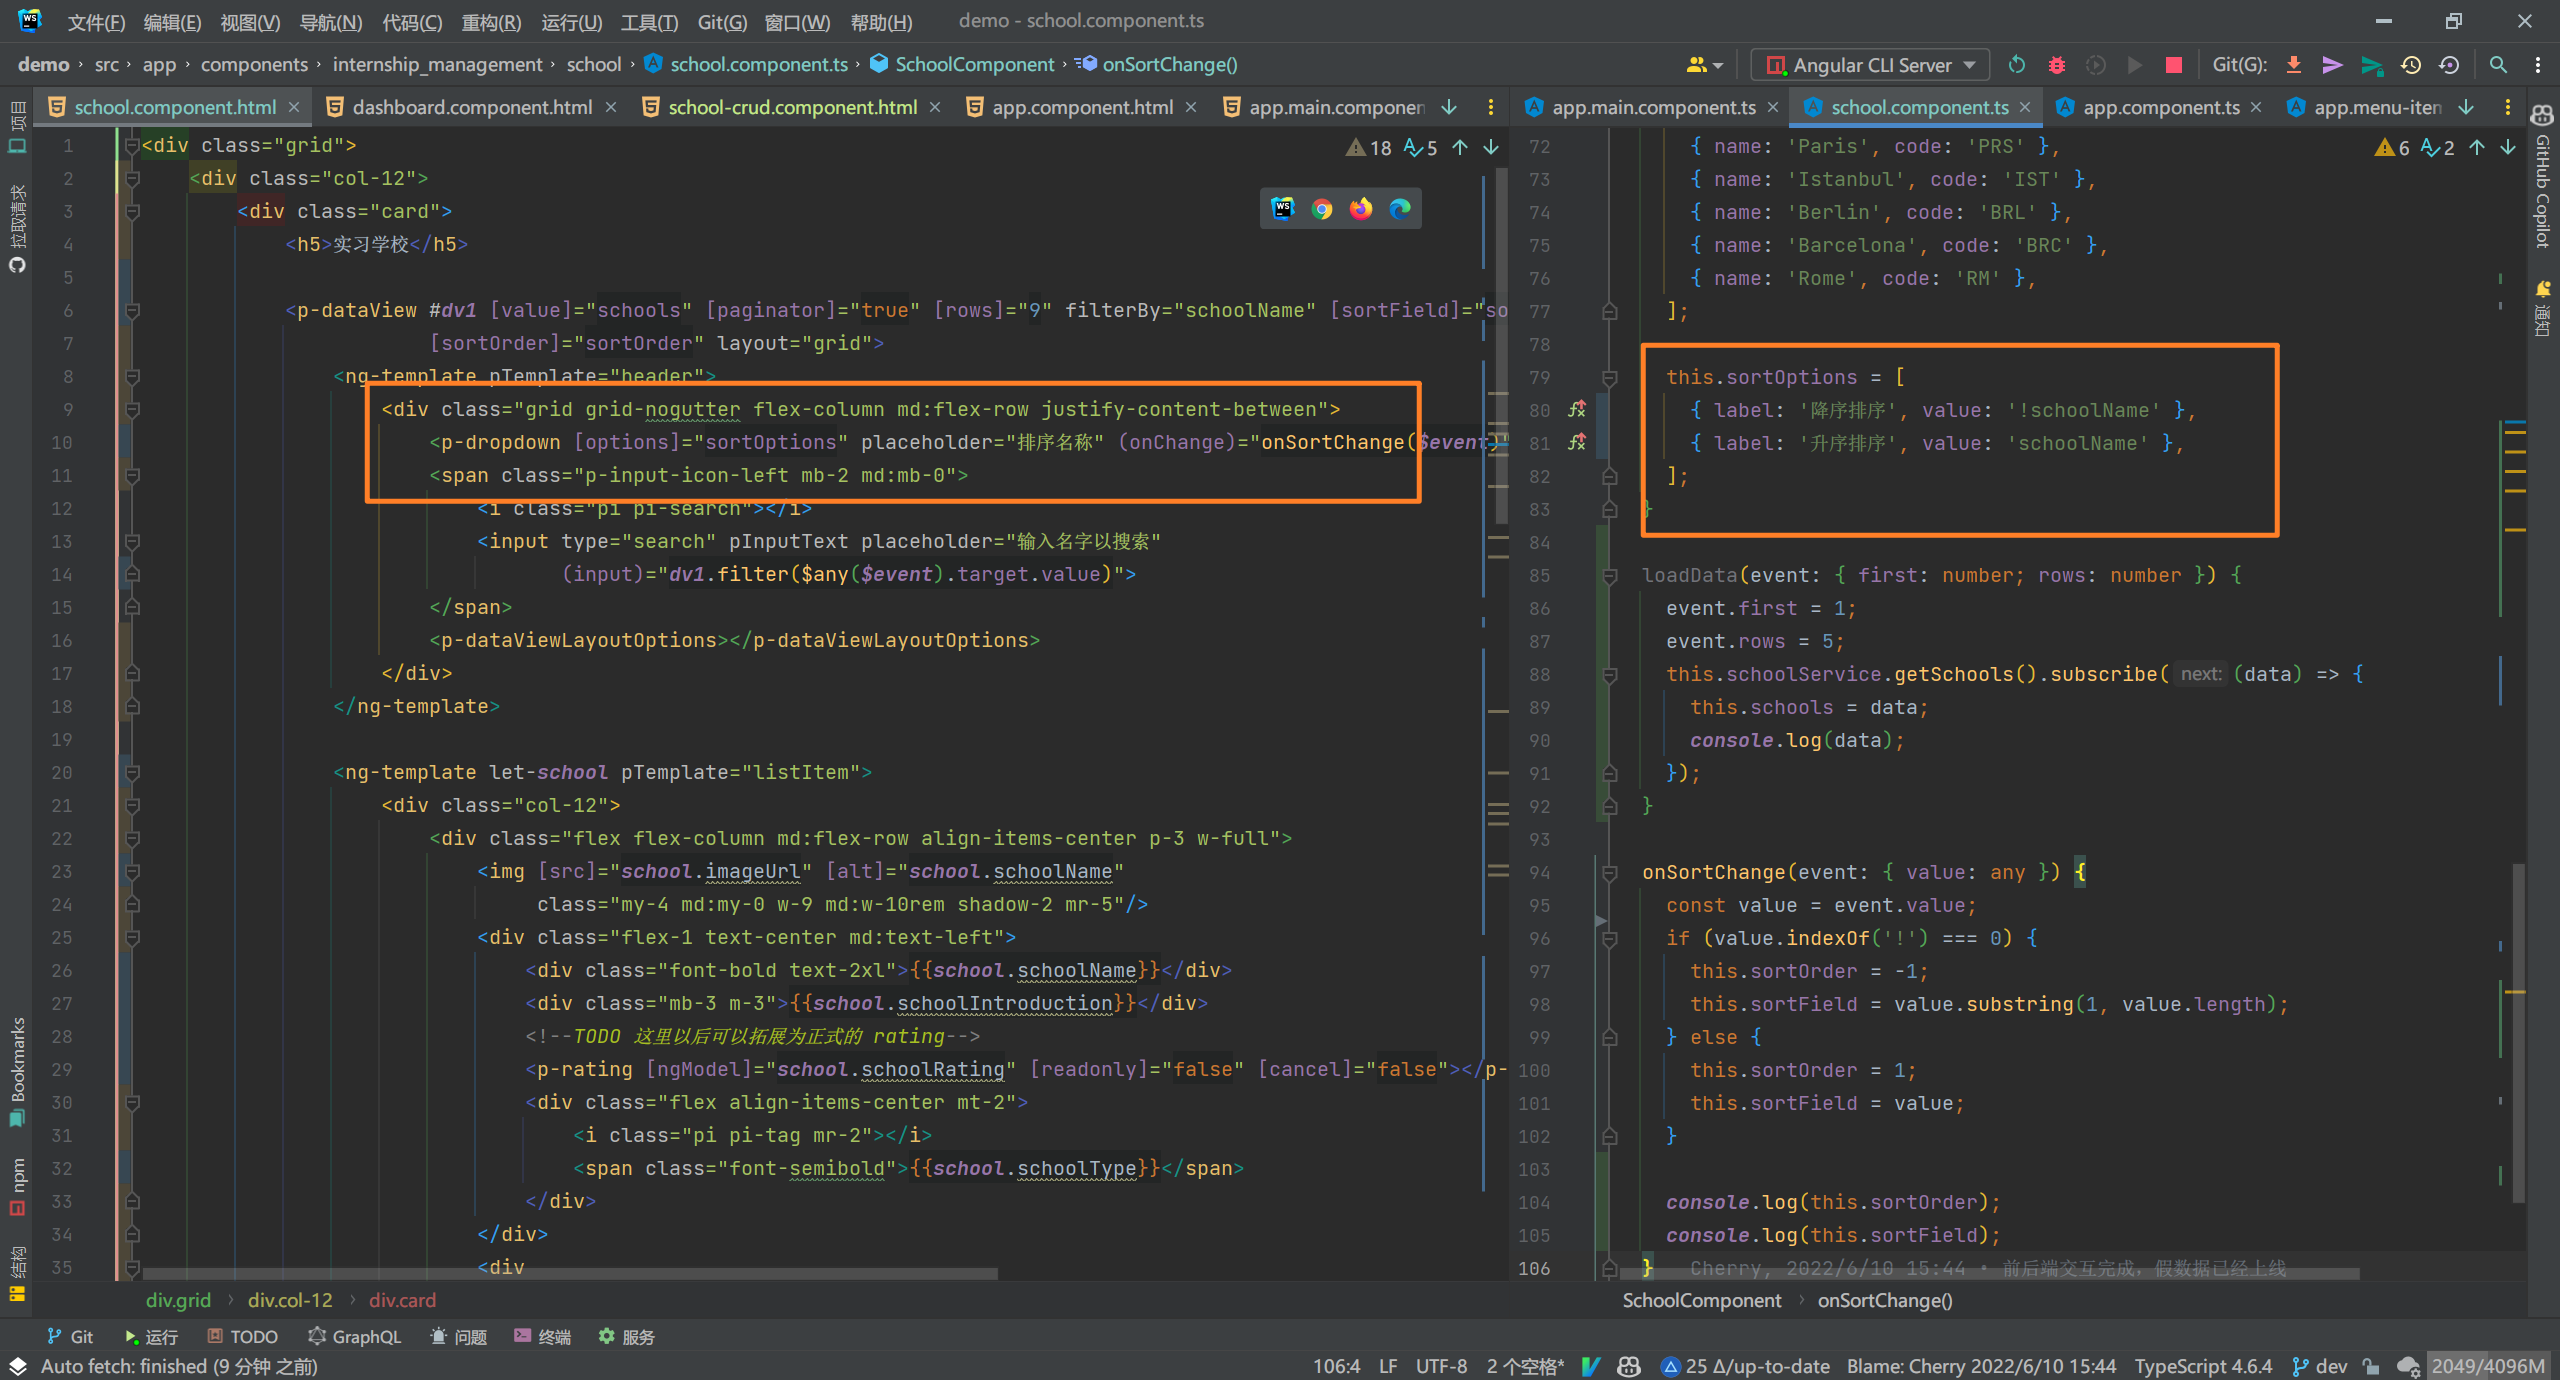 文件(F) 编辑(E) 视图(V) 导航(N) 代码(C) 重构(R) 运行(U) 工具(T) Git(G) 窗口(W) 帮助(H) demo - school.component.ts
demo › src › app › components › internship_management › school › school.component.ts › SchoolComponent › onSortChange() Angular CLI Server Git(G):
school.component.html dashboard.component.html school-crud.component.html app.component.html app.main.componen
app.main.component.ts school.component.ts app.component.ts app.menu-iten
项目
拉取请求
Bookmarks
npm
结构
18 5
1 <div class="grid">
2 <div class="col-12">
3 <div class="card">
4 <h5>实习学校</h5>
5
6 <p-dataView #dv1 [value]="schools" [paginator]="true" [rows]="9" filterBy="schoolName" [sortField]="so
7 [sortOrder]="sortOrder" layout="grid">
8 <ng-template pTemplate="header">
9 <div class="grid grid-nogutter flex-column md:flex-row justify-content-between">
10 <p-dropdown [options]="sortOptions" placeholder="排序名称" (onChange)="onSortChange($event)"
11 <span class="p-input-icon-left mb-2 md:mb-0">
12 <i class="pi pi-search"></i>
13 <input type="search" pInputText placeholder="输入名字以搜索"
14 (input)="dv1.filter($any($event).target.value)">
15 </span>
16 <p-dataViewLayoutOptions></p-dataViewLayoutOptions>
17 </div>
18 </ng-template>
19
20 <ng-template let-school pTemplate="listItem">
21 <div class="col-12">
22 <div class="flex flex-column md:flex-row align-items-center p-3 w-full">
23 <img [src]="school.imageUrl" [alt]="school.schoolName"
24 class="my-4 md:my-0 w-9 md:w-10rem shadow-2 mr-5"/>
25 <div class="flex-1 text-center md:text-left">
26 <div class="font-bold text-2xl">{{school.schoolName}}</div>
27 <div class="mb-3 m-3">{{school.schoolIntroduction}}</div>
28 <!--TODO 这里以后可以拓展为正式的 rating-->
29 <p-rating [ngModel]="school.schoolRating" [readonly]="false" [cancel]="false"></p-
30 <div class="flex align-items-center mt-2">
31 <i class="pi pi-tag mr-2"></i>
32 <span class="font-semibold">{{school.schoolType}}</span>
33 </div>
34 </div>
35 <div
div.grid › div.col-12 › div.card
6 2
72 { name: 'Paris', code: 'PRS' },
73 { name: 'Istanbul', code: 'IST' },
74 { name: 'Berlin', code: 'BRL' },
75 { name: 'Barcelona', code: 'BRC' },
76 { name: 'Rome', code: 'RM' },
77 ];
78
79 this.sortOptions = [
80 { label: '降序排序', value: '!schoolName' },
81 { label: '升序排序', value: 'schoolName' },
82 ];
83 }
84
85 loadData(event: { first: number; rows: number }) {
86 event.first = 1;
87 event.rows = 5;
88 this.schoolService.getSchools().subscribe( next: (data) => {
89 this.schools = data;
90 console.log(data);
91 });
92 }
93
94 onSortChange(event: { value: any }) {
95 const value = event.value;
96 if (value.indexOf('!') === 0) {
97 this.sortOrder = -1;
98 this.sortField = value.substring(1, value.length);
99 } else {
100 this.sortOrder = 1;
101 this.sortField = value;
102 }
103
104 console.log(this.sortOrder);
105 console.log(this.sortField);
106 } Cherry, 2022/6/10 15:44 · 前后端交互完成，假数据已经上线
SchoolComponent › onSortChange()
GitHub Copilot
通知
Git 运行 TODO GraphQL 问题 终端 服务
Auto fetch: finished (9 分钟 之前) 106:4 LF UTF-8 2 个空格* 25 Δ/up-to-date Blame: Cherry 2022/6/10 15:44 TypeScript 4.6.4 dev 2049/4096M